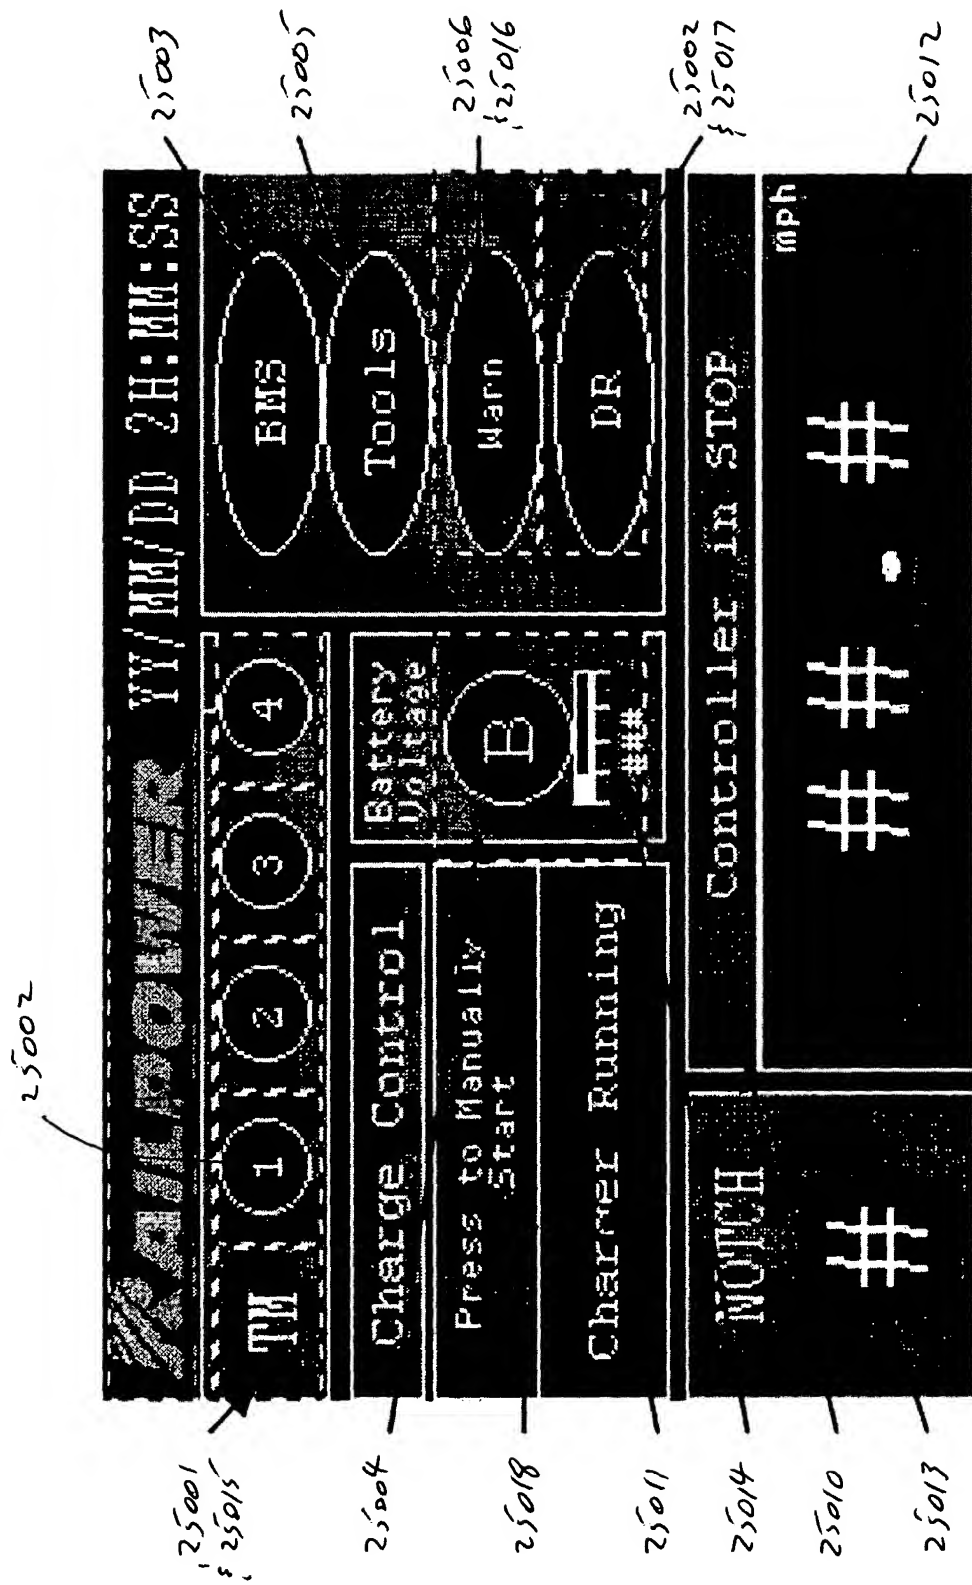 25002
RAILPOWER YY/MM/DD 2H:MM:SS
TM 1 2 3 4
Charge Control
Press to Manually
Start
Charger Running
Battery
Voltage
B
###
BMS
Tools
Warn
DR
NOTCH
#
Controller in STOP
mph
##.#
25003
25005
25006
& 25016
25002
& 25017
25012
25001
& 25015
25004
25018
25011
25014
25010
25013